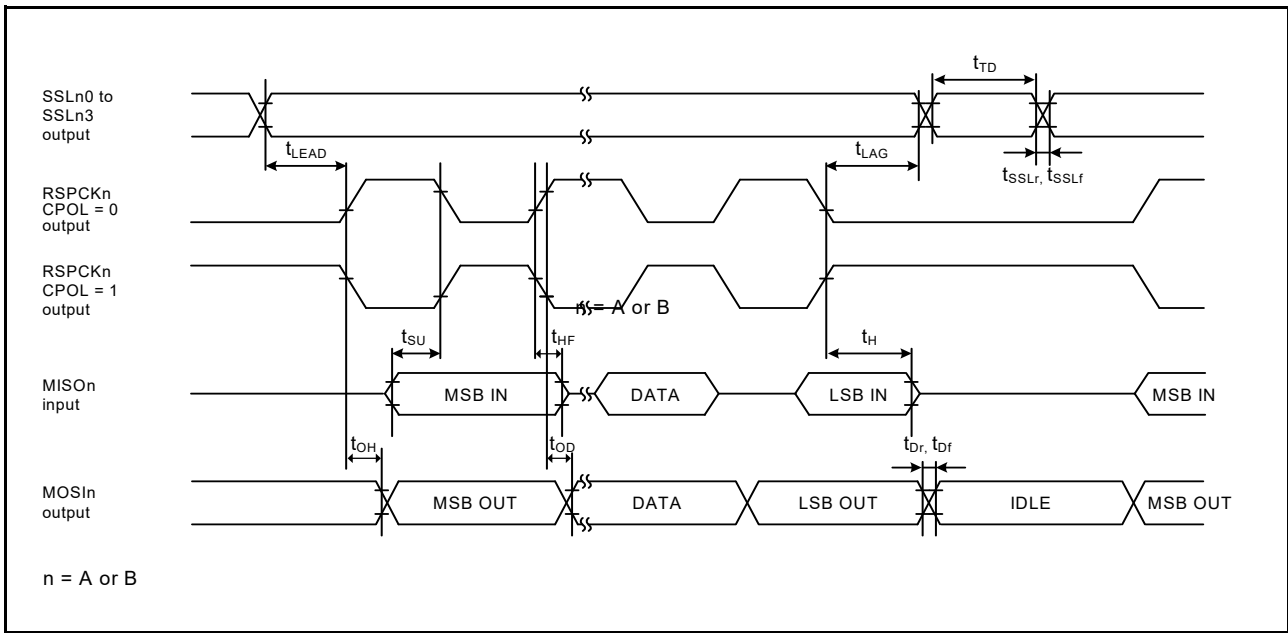 tTD
SSLn0 to
SSLn3
output
tLEAD
tLAG
tSSLr, tSSLf
RSPCKn
CPOL = 0
output
RSPCKn
CPOL = 1
output
n = A or B
tSU
tHF
tH
MISOn
input
MSB IN
DATA
LSB IN
MSB IN
tOH
tOD
tDr, tDf
MOSIn
output
MSB OUT
DATA
LSB OUT
IDLE
MSB OUT
n = A or B